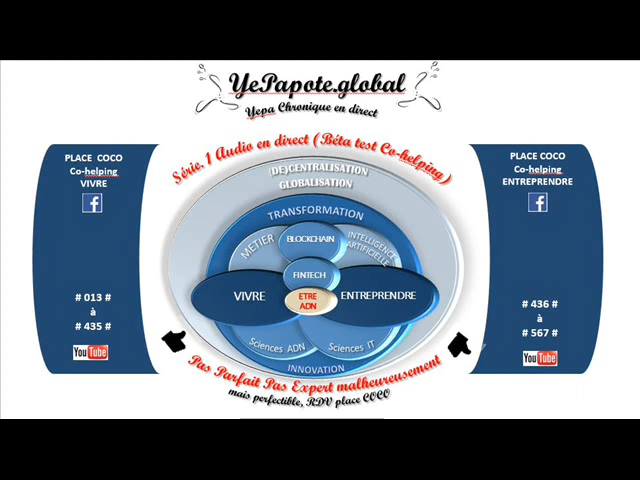 YePapote.global
Yepa Chronique en direct
Série, 1 Audio en direct (Béta test Co-helping)
(DE)CENTRALISATION
GLOBALISATION
TRANSFORMATION
METIER
BLOCKCHAIN
INTELLIGENCE
ARTIFICIELLE
FINTECH
VIVRE
ETRE
ADN
ENTREPRENDRE
Sciences ADN
Sciences IT
INNOVATION
Pas Parfait Pas Expert malheureusement
mais perfectible, RDV place COCO
PLACE COCO
Co-helping
VIVRE
f
# 013 #
à
# 435 #
YouTube
PLACE COCO
Co-helping
ENTREPRENDRE
f
# 436 #
à
# 567 #
YouTube